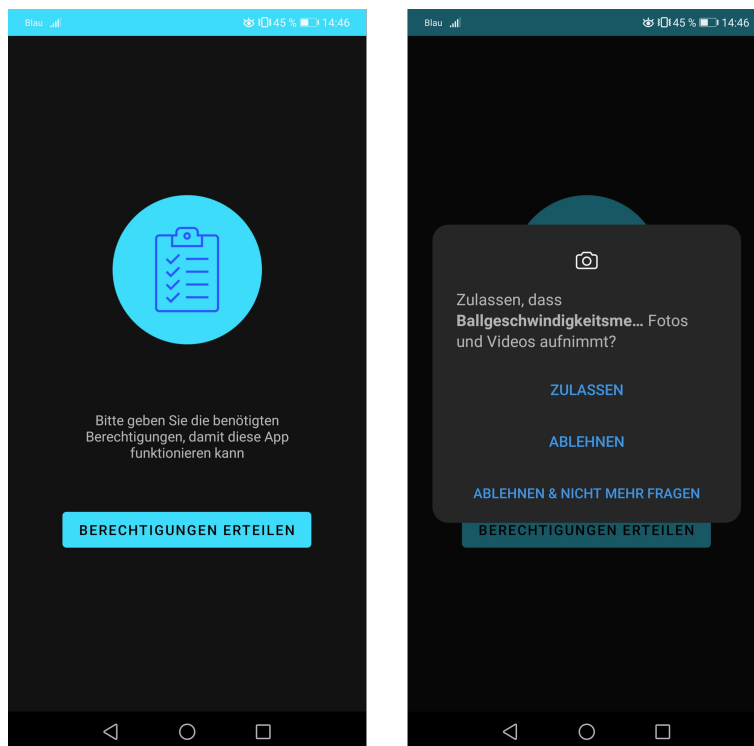 Blau
45 % 14:46
Bitte geben Sie die benötigten
Berechtigungen, damit diese App
funktionieren kann
BERECHTIGUNGEN ERTEILEN
Blau
45 % 14:46
Zulassen, dass
Ballgeschwindigkeitsme... Fotos
und Videos aufnimmt?
ZULASSEN
ABLEHNEN
ABLEHNEN & NICHT MEHR FRAGEN
BERECHTIGUNGEN ERTEILEN